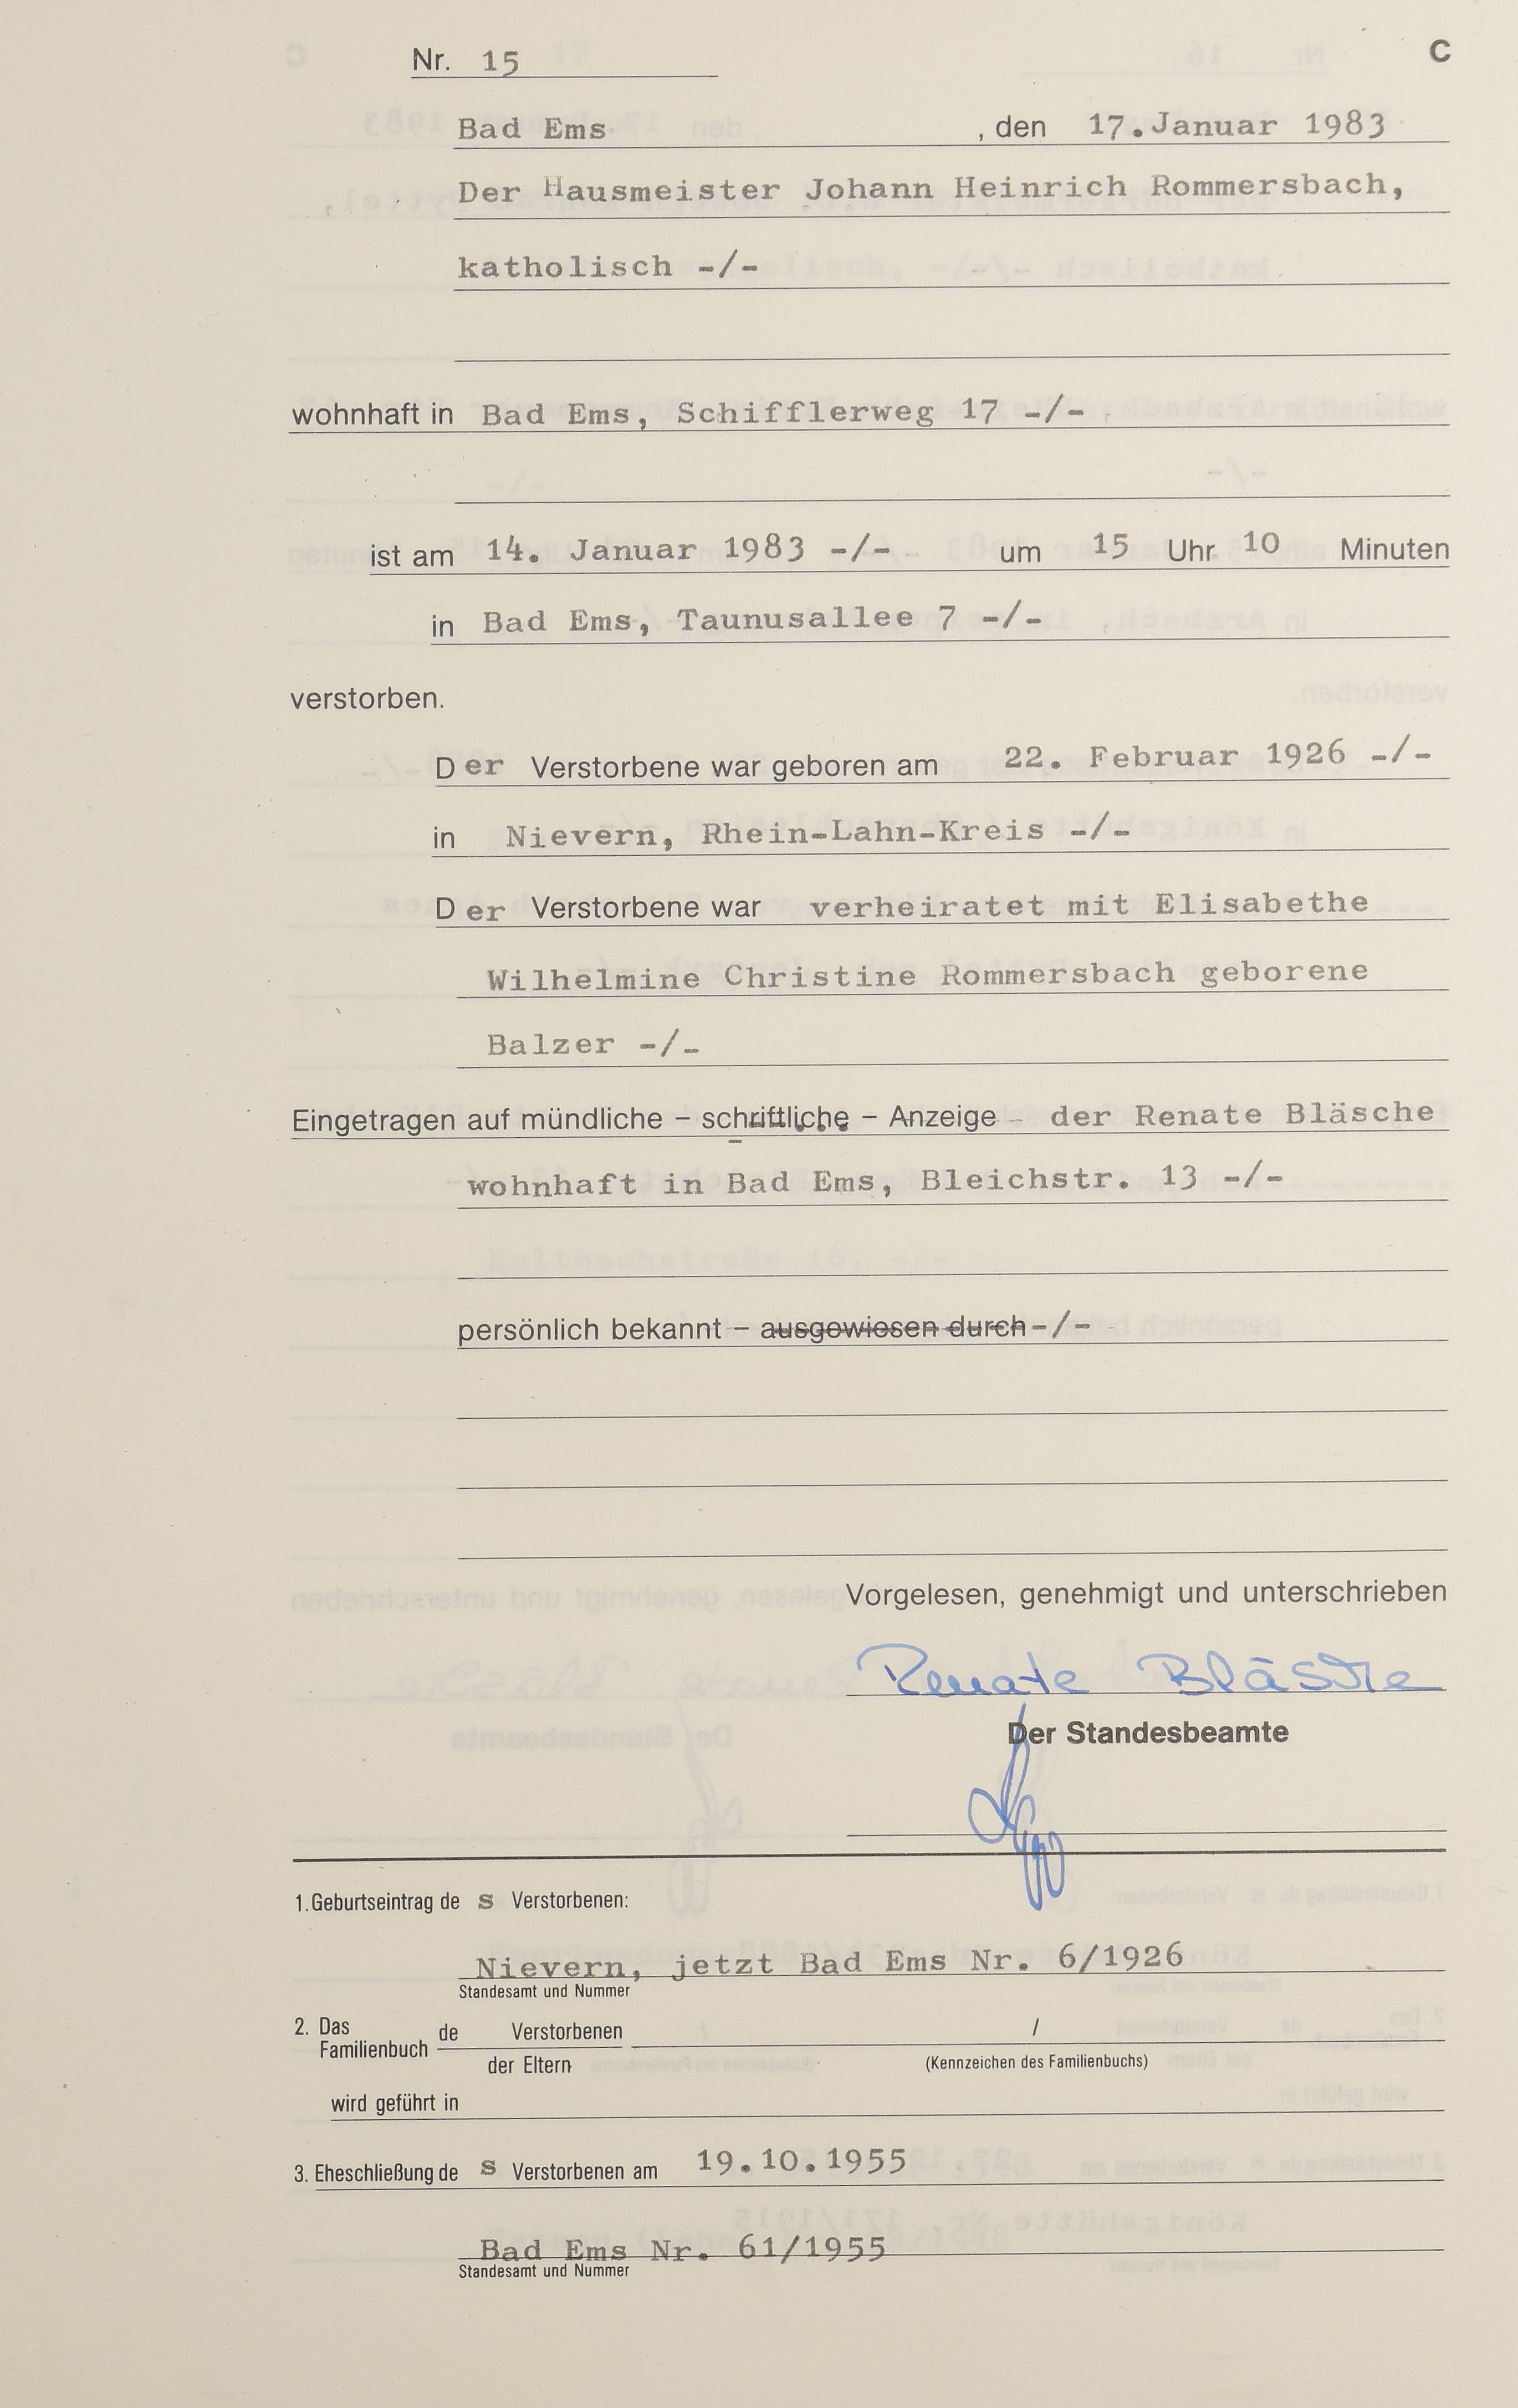 Nr. 15
C
Bad Ems , den 17.Januar 1983
Der Hausmeister Johann Heinrich Rommersbach,
katholisch -/-
wohnhaft in Bad Ems, Schifflerweg 17 -/-
ist am 14. Januar 1983 -/- um 15 Uhr 10 Minuten
in Bad Ems, Taunusallee 7 -/-
verstorben.
Der Verstorbene war geboren am 22. Februar 1926 -/-
in Nievern, Rhein-Lahn-Kreis -/-
Der Verstorbene war verheiratet mit Elisabethe
Wilhelmine Christine Rommersbach geborene
Balzer -/-
Eingetragen auf mündliche – schriftliche – Anzeige – der Renate Bläsche
wohnhaft in Bad Ems, Bleichstr. 13 -/-
persönlich bekannt – ausgewiesen durch -/-
Vorgelesen, genehmigt und unterschrieben
Renate Bläsche
Der Standesbeamte
1. Geburtseintrag des Verstorbenen:
Nievern, jetzt Bad Ems Nr. 6/1926
Standesamt und Nummer
2. Das Familienbuch de Verstorbenen /
der Eltern (Kennzeichen des Familienbuchs)
wird geführt in
3. Eheschließung des Verstorbenen am 19.10.1955
Bad Ems Nr. 61/1955
Standesamt und Nummer